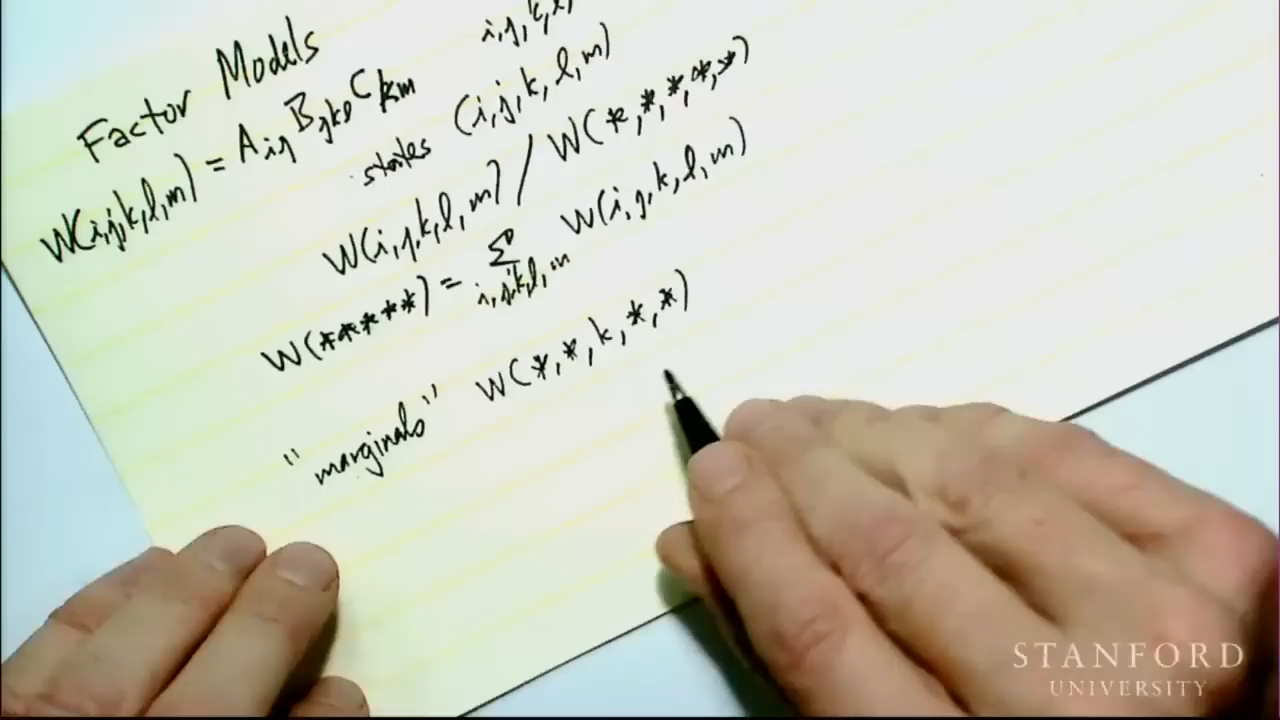 Factor Models
i,j,k,l,
W(i,j,k,l,m) = A_ij B_jkl C_km
states (i,j,k,l,m)
W(i,j,k,l,m) / W(*,*,*,*,*)
W(*****) = Σ_{i,j,k,l,m} W(i,j,k,l,m)
"marginals" W(*,*,k,*,*)
STANFORD
UNIVERSITY